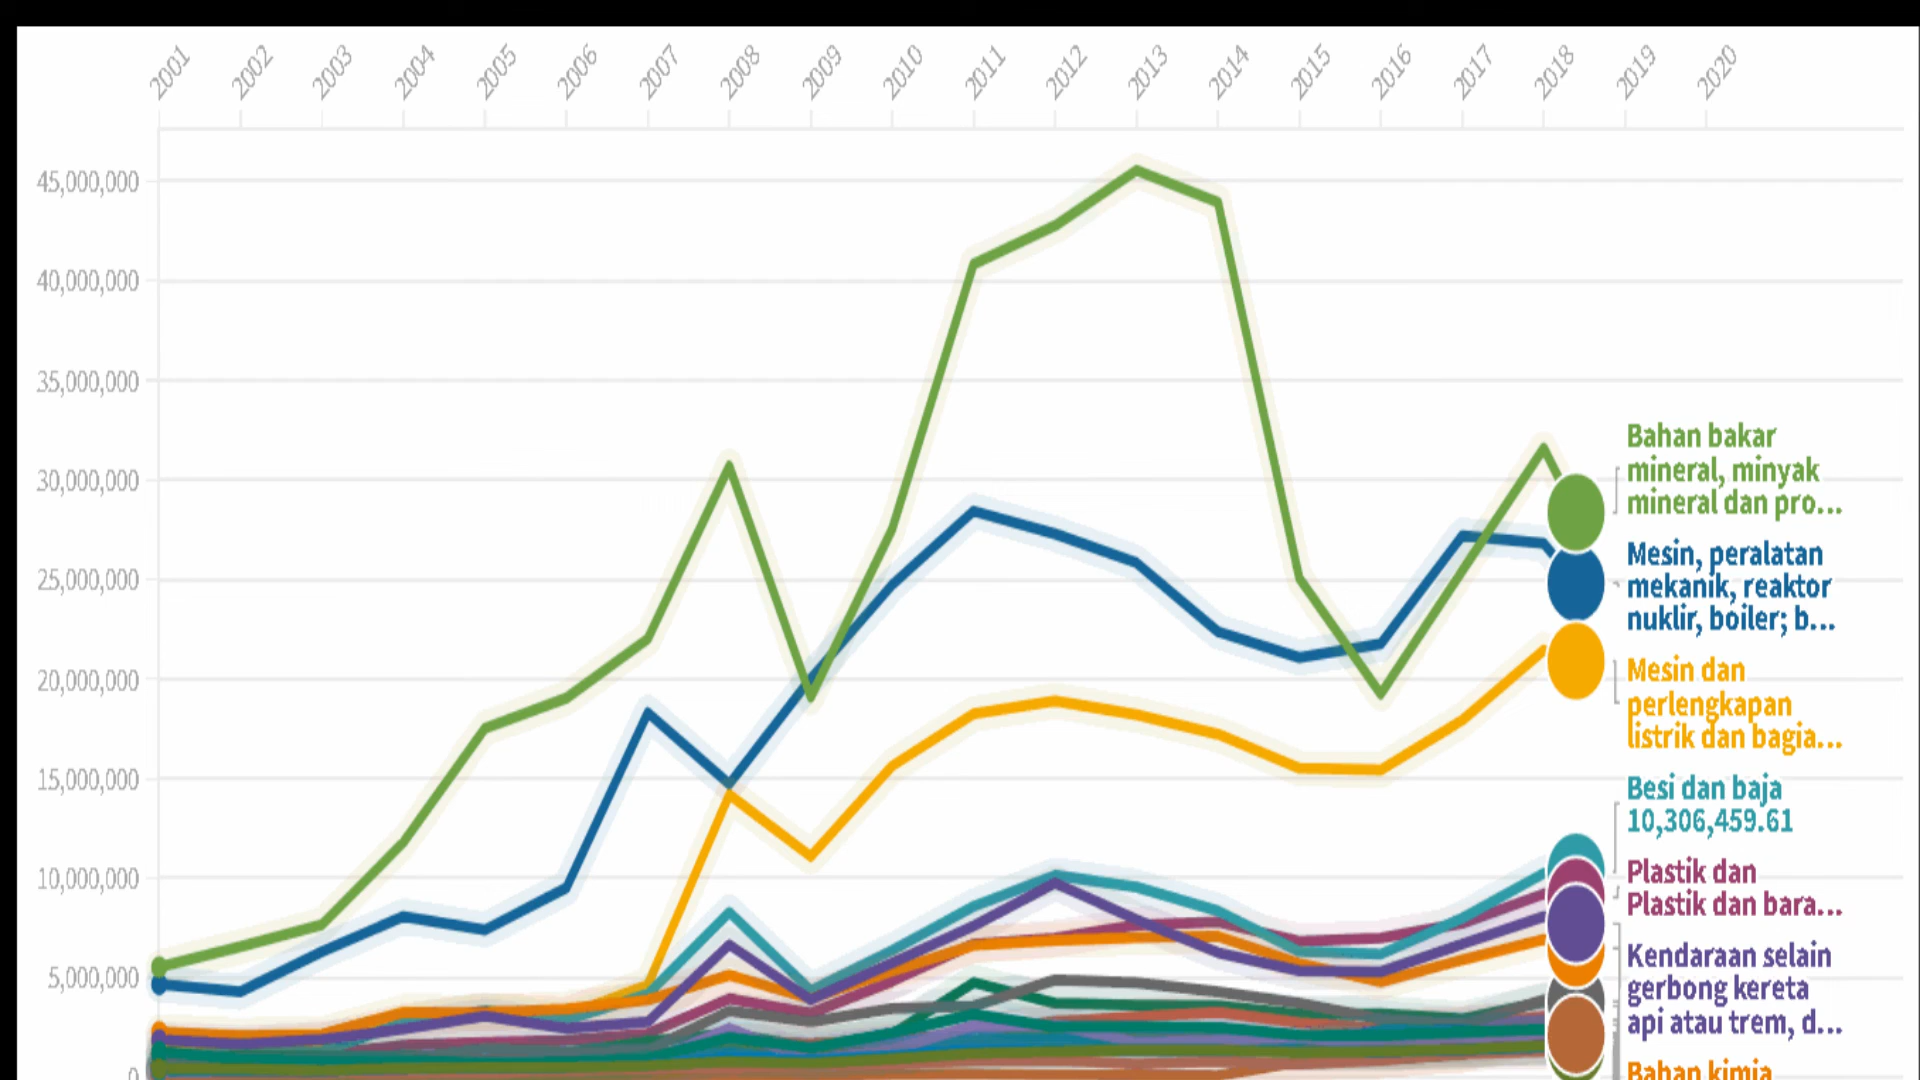 2001 2002 2003 2004 2005 2006 2007 2008 2009 2010 2011 2012 2013 2014 2015 2016 2017 2018 2019 2020
45,000,000
40,000,000
35,000,000
30,000,000
25,000,000
20,000,000
15,000,000
10,000,000
5,000,000
0
Bahan bakar
mineral, minyak
mineral dan pro...
Mesin, peralatan
mekanik, reaktor
nuklir, boiler; b...
Mesin dan
perlengkapan
listrik dan bagia...
Besi dan baja
10,306,459.61
Plastik dan
Plastik dan bara...
Kendaraan selain
gerbong kereta
api atau trem, d...
Bahan kimia